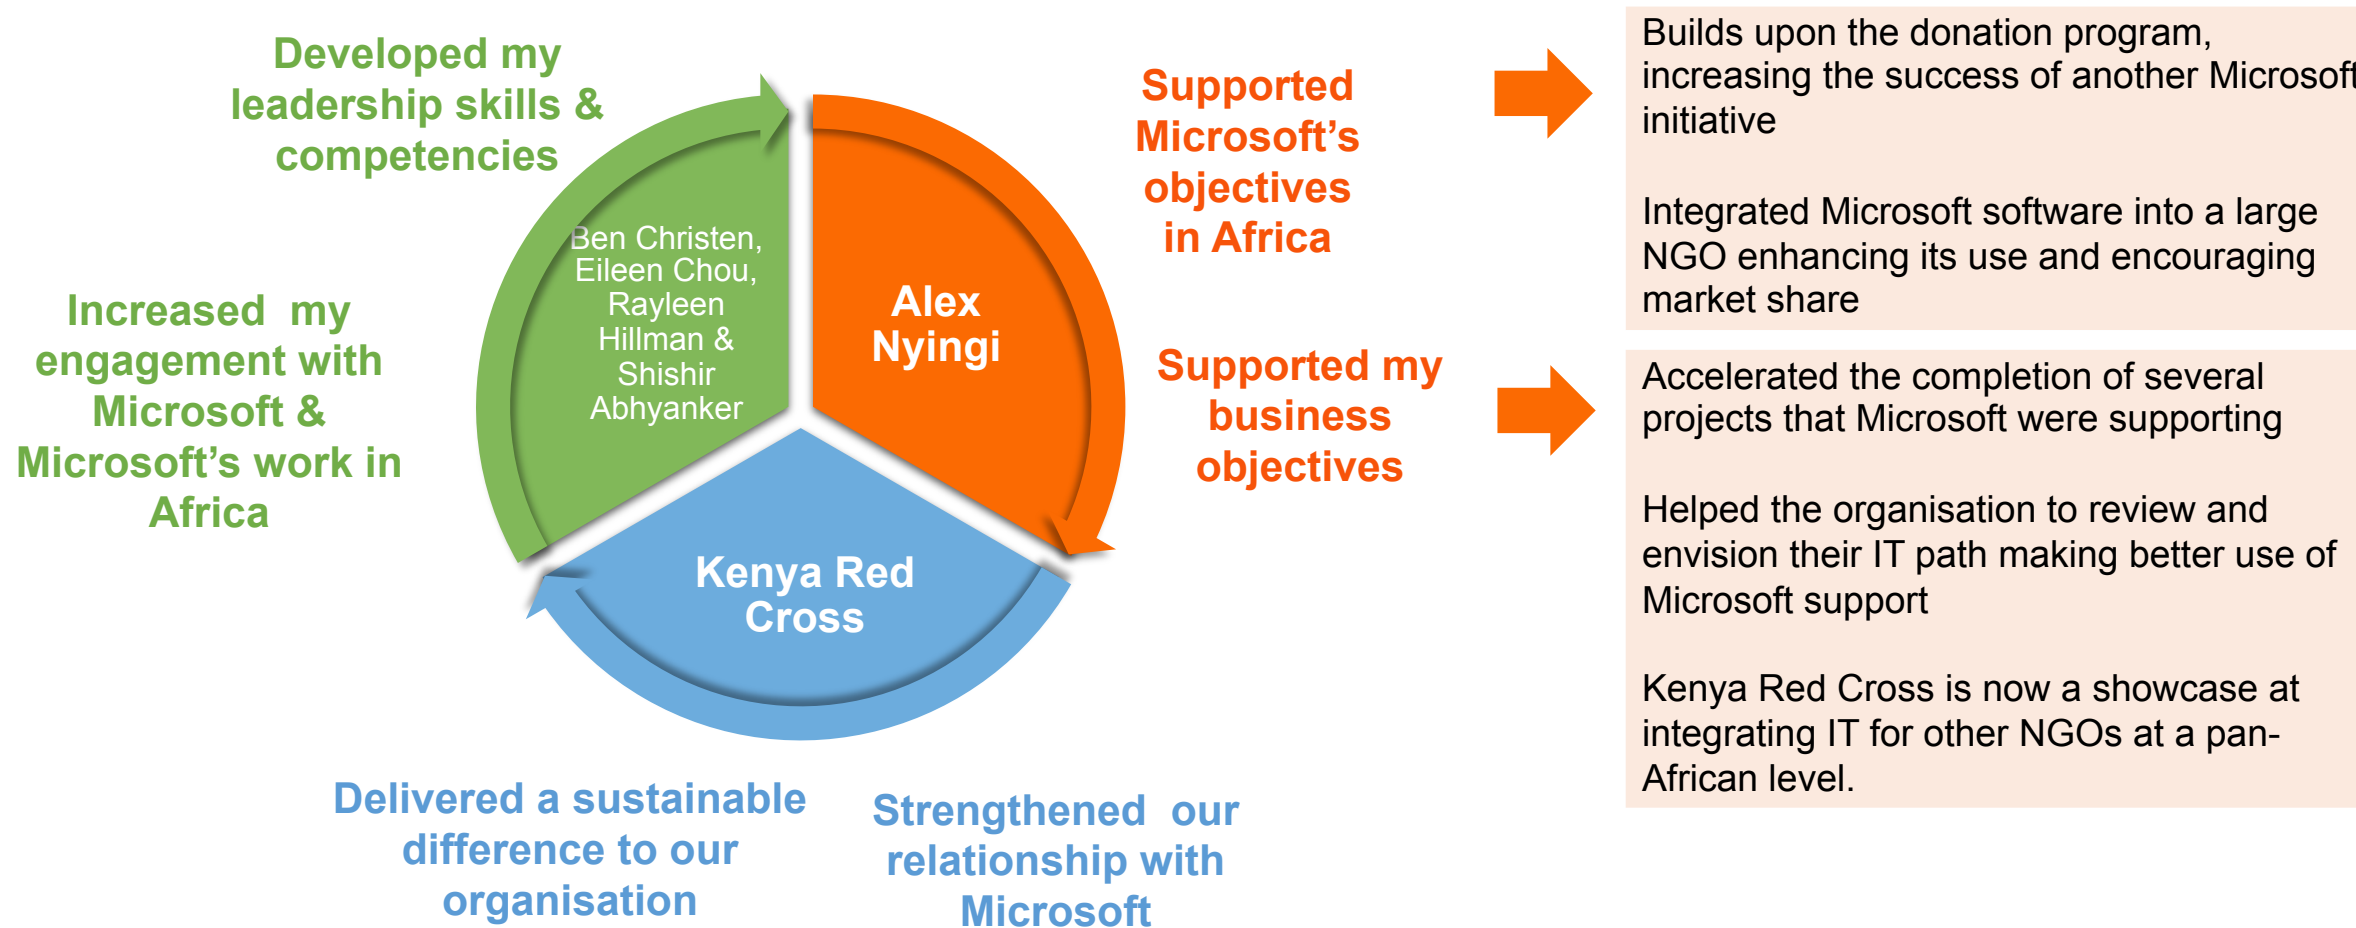 Developed my
leadership skills &
competencies
Increased  my
engagement with
Microsoft &
Microsoft’s work in
Africa
Ben Christen,
Eileen Chou,
Rayleen
Hillman &
Shishir
Abhyanker
Alex
Nyingi
Kenya Red
Cross
Supported
Microsoft’s
objectives
in Africa
Supported my
business
objectives
Delivered a sustainable
difference to our
organisation
Strengthened  our
relationship with
Microsoft
Builds upon the donation program,
increasing the success of another Microsoft
initiative
Integrated Microsoft software into a large
NGO enhancing its use and encouraging
market share
Accelerated the completion of several
projects that Microsoft were supporting
Helped the organisation to review and
envision their IT path making better use of
Microsoft support
Kenya Red Cross is now a showcase at
integrating IT for other NGOs at a pan-
African level.